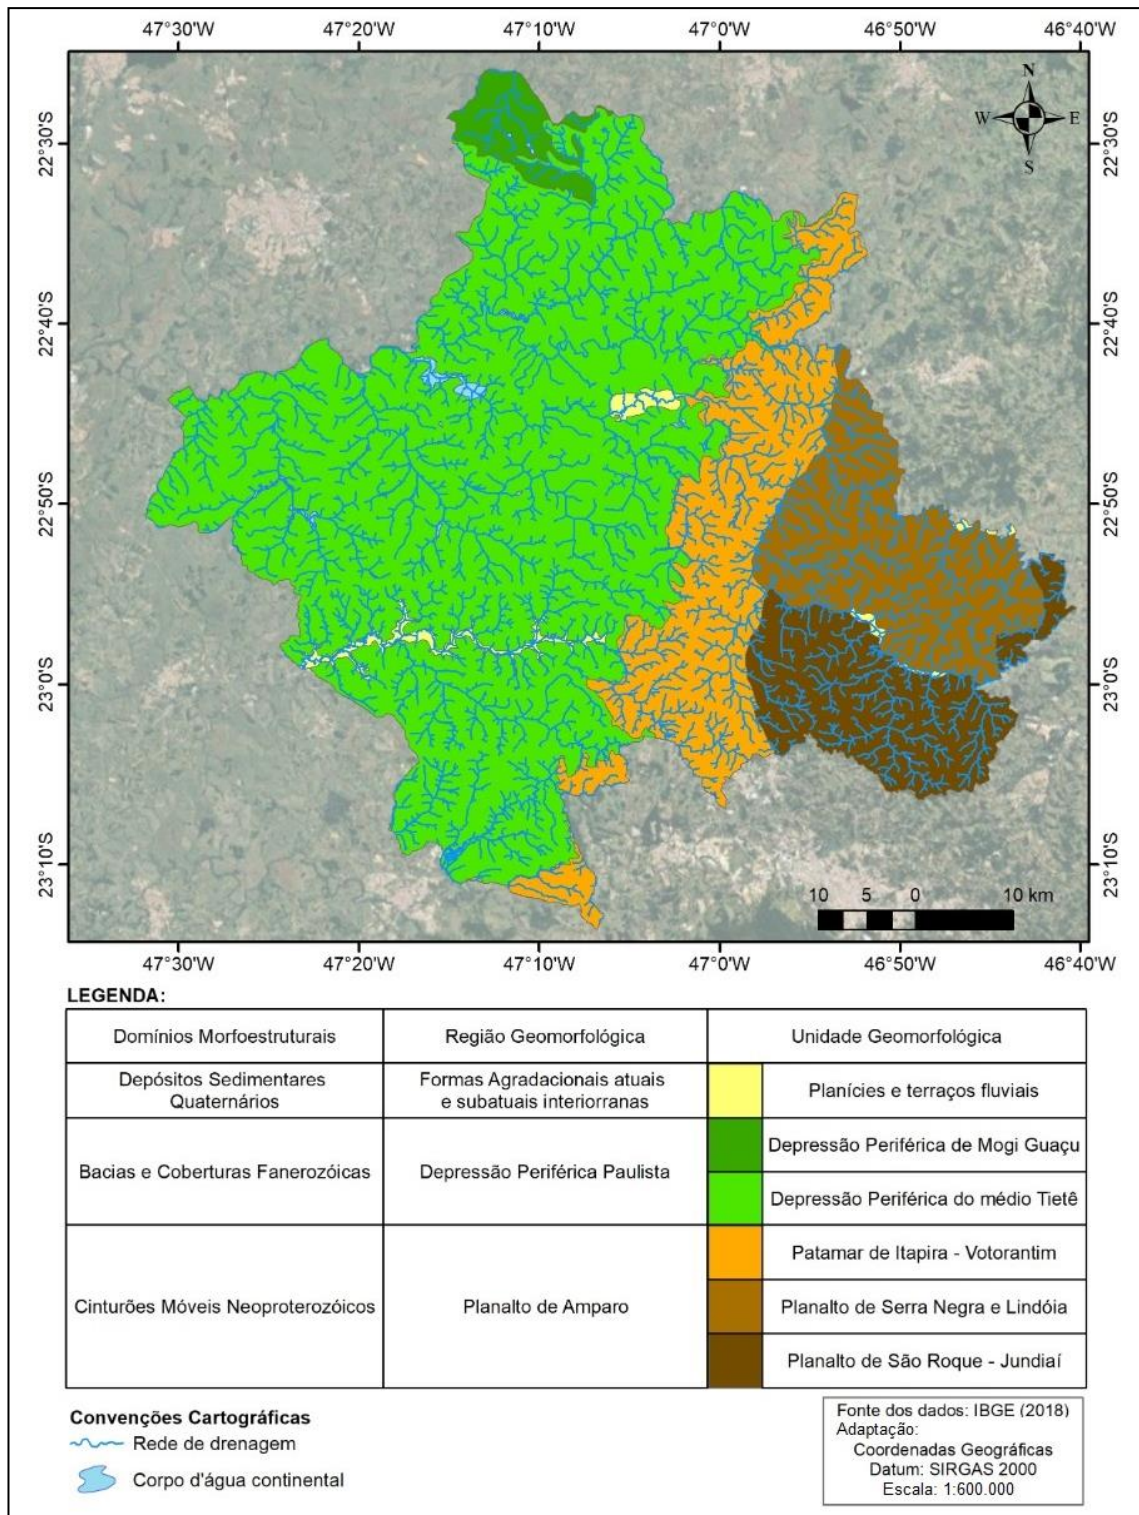 47°30'W 47°20'W 47°10'W 47°0'W 46°50'W 46°40'W
N
W E
S
22°30'S 22°30'S
22°40'S 22°40'S
22°50'S 22°50'S
23°0'S 23°0'S
23°10'S 23°10'S
10 5 0 10 km
47°30'W 47°20'W 47°10'W 47°0'W 46°50'W 46°40'W
LEGENDA:
Domínios Morfoestruturais
Região Geomorfológica
Unidade Geomorfológica
Depósitos Sedimentares
Quaternários
Formas Agradacionais atuais
e subatuais interiorranas
Planícies e terraços fluviais
Bacias e Coberturas Fanerozóicas
Depressão Periférica Paulista
Depressão Periférica de Mogi Guaçu
Depressão Periférica do médio Tietê
Cinturões Móveis Neoproterozóicos
Planalto de Amparo
Patamar de Itapira - Votorantim
Planalto de Serra Negra e Lindóia
Planalto de São Roque - Jundiaí
Convenções Cartográficas
Rede de drenagem
Corpo d'água continental
Fonte dos dados: IBGE (2018)
Adaptação:
Coordenadas Geográficas
Datum: SIRGAS 2000
Escala: 1:600.000